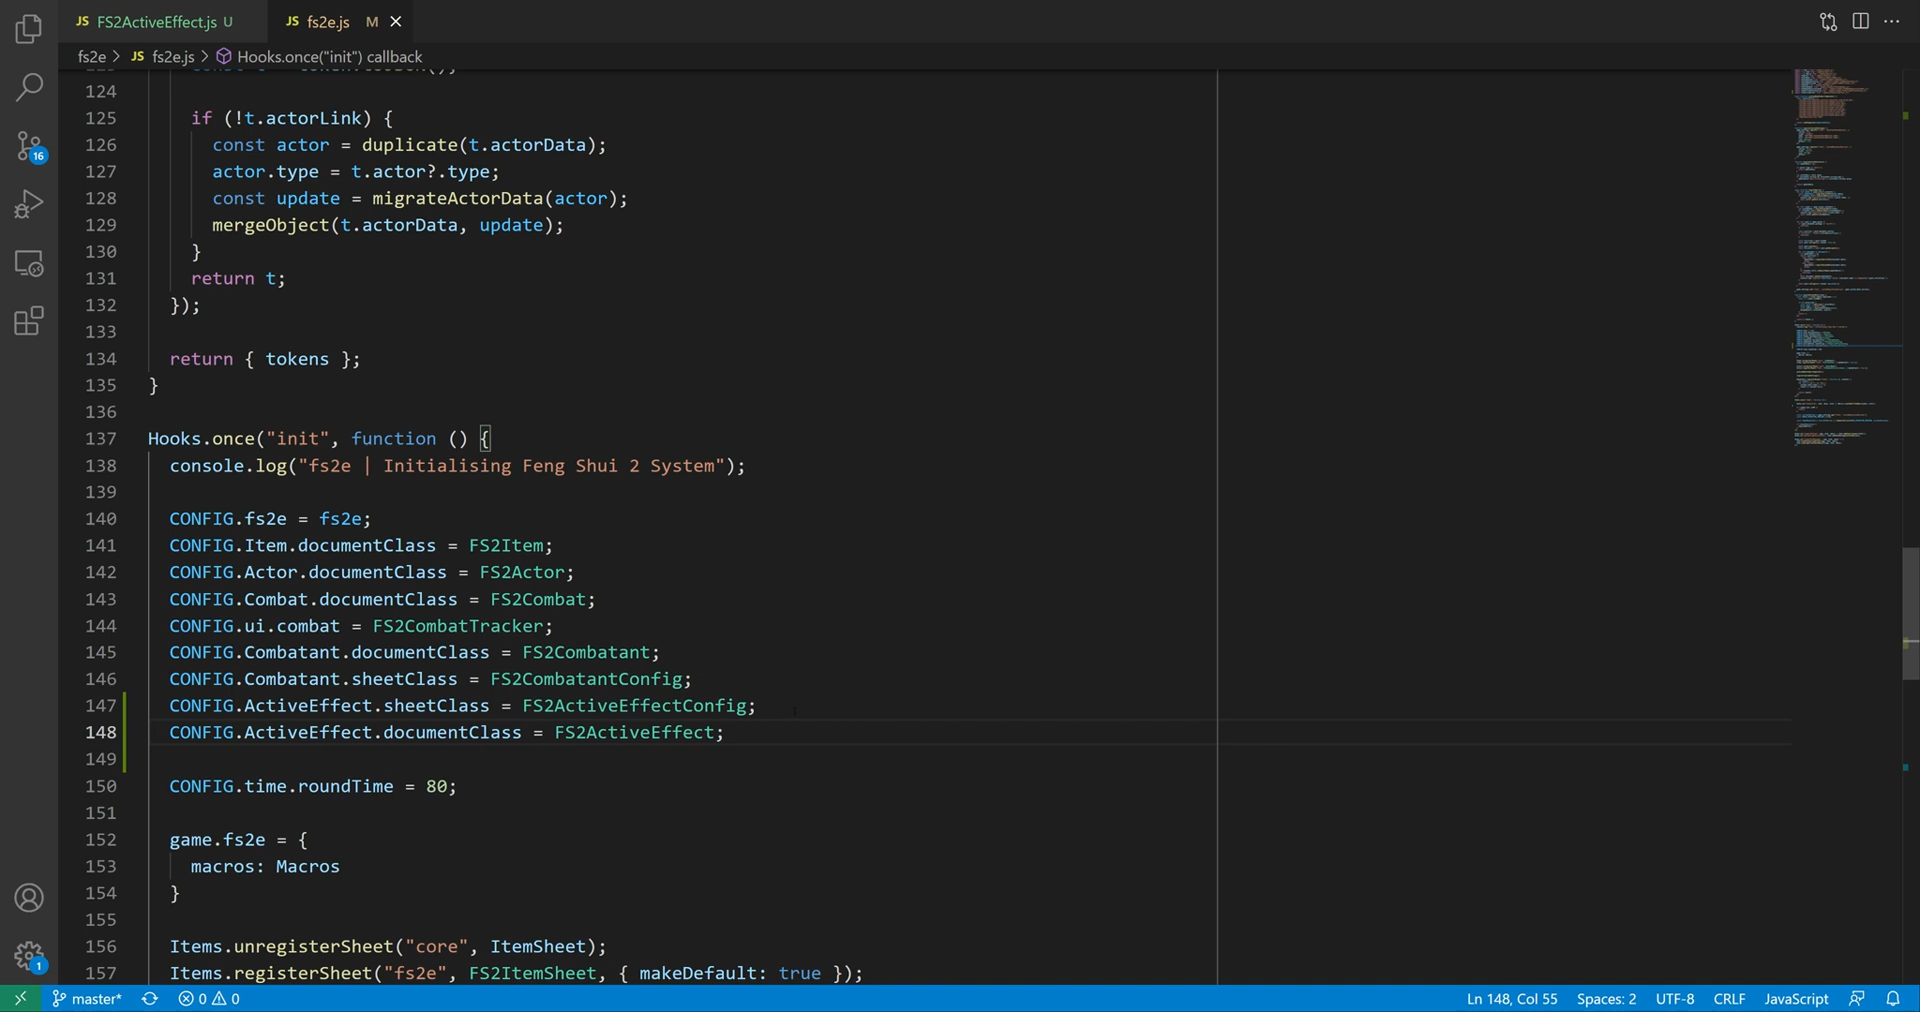 JS FS2ActiveEffect.js U
JS fs2e.js M
fs2e > JS fs2e.js > Hooks.once("init") callback
124
125 if (!t.actorLink) {
126 const actor = duplicate(t.actorData);
127 actor.type = t.actor?.type;
128 const update = migrateActorData(actor);
129 mergeObject(t.actorData, update);
130 }
131 return t;
132 });
133
134 return { tokens };
135 }
136
137 Hooks.once("init", function () {
138 console.log("fs2e | Initialising Feng Shui 2 System");
139
140 CONFIG.fs2e = fs2e;
141 CONFIG.Item.documentClass = FS2Item;
142 CONFIG.Actor.documentClass = FS2Actor;
143 CONFIG.Combat.documentClass = FS2Combat;
144 CONFIG.ui.combat = FS2CombatTracker;
145 CONFIG.Combatant.documentClass = FS2Combatant;
146 CONFIG.Combatant.sheetClass = FS2CombatantConfig;
147 CONFIG.ActiveEffect.sheetClass = FS2ActiveEffectConfig;
148 CONFIG.ActiveEffect.documentClass = FS2ActiveEffect;
149
150 CONFIG.time.roundTime = 80;
151
152 game.fs2e = {
153 macros: Macros
154 }
155
156 Items.unregisterSheet("core", ItemSheet);
157 Items.registerSheet("fs2e", FS2ItemSheet, { makeDefault: true });
16
1
master* 0 0 Ln 148, Col 55 Spaces: 2 UTF-8 CRLF JavaScript